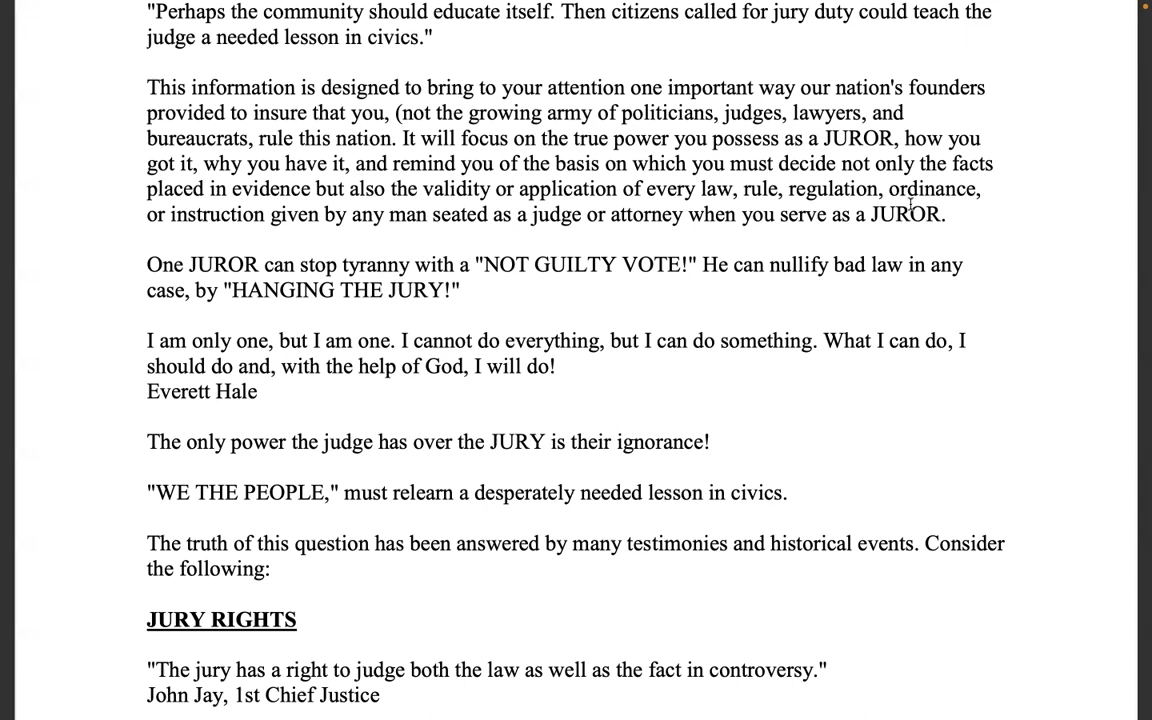 "Perhaps the community should educate itself. Then citizens called for jury duty could teach the
judge a needed lesson in civics."
This information is designed to bring to your attention one important way our nation's founders
provided to insure that you, (not the growing army of politicians, judges, lawyers, and
bureaucrats, rule this nation. It will focus on the true power you possess as a JUROR, how you
got it, why you have it, and remind you of the basis on which you must decide not only the facts
placed in evidence but also the validity or application of every law, rule, regulation, ordinance,
or instruction given by any man seated as a judge or attorney when you serve as a JUROR.
One JUROR can stop tyranny with a "NOT GUILTY VOTE!" He can nullify bad law in any
case, by "HANGING THE JURY!"
I am only one, but I am one. I cannot do everything, but I can do something. What I can do, I
should do and, with the help of God, I will do!
Everett Hale
The only power the judge has over the JURY is their ignorance!
"WE THE PEOPLE," must relearn a desperately needed lesson in civics.
The truth of this question has been answered by many testimonies and historical events. Consider
the following:
JURY RIGHTS
"The jury has a right to judge both the law as well as the fact in controversy."
John Jay, 1st Chief Justice